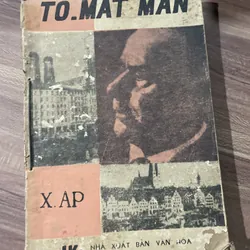 TO.MAT MAN
X.AP
NHÀ XUẤT BẢN VĂN HÓA